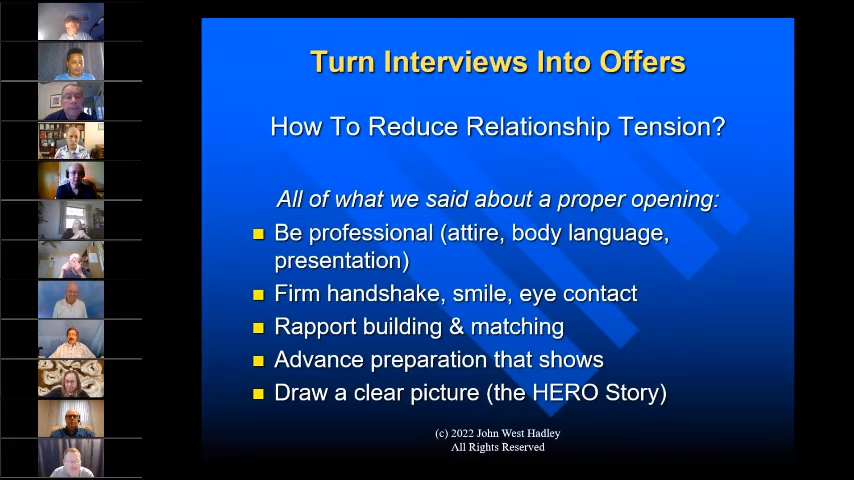 Turn Interviews Into Offers
How To Reduce Relationship Tension?
All of what we said about a proper opening:
Be professional (attire, body language,
presentation)
Firm handshake, smile, eye contact
Rapport building & matching
Advance preparation that shows
Draw a clear picture (the HERO Story)
(c) 2022 John West Hadley
All Rights Reserved